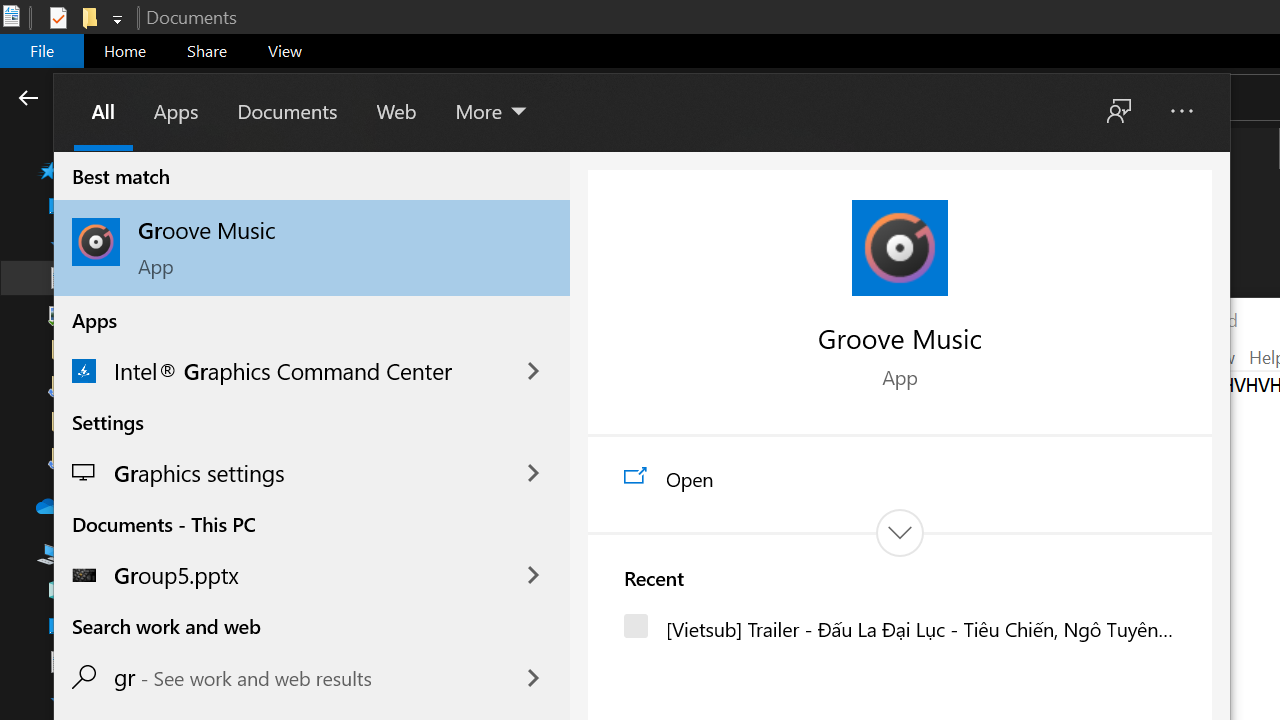 Documents
File Home Share View
All Apps Documents Web More
Best match
Groove Music
App
Apps
Intel® Graphics Command Center
Settings
Graphics settings
Documents - This PC
Group5.pptx
Search work and web
gr - See work and web results
Groove Music
App
Open
Recent
[Vietsub] Trailer - Đấu La Đại Lục - Tiêu Chiến, Ngô Tuyên...
Help